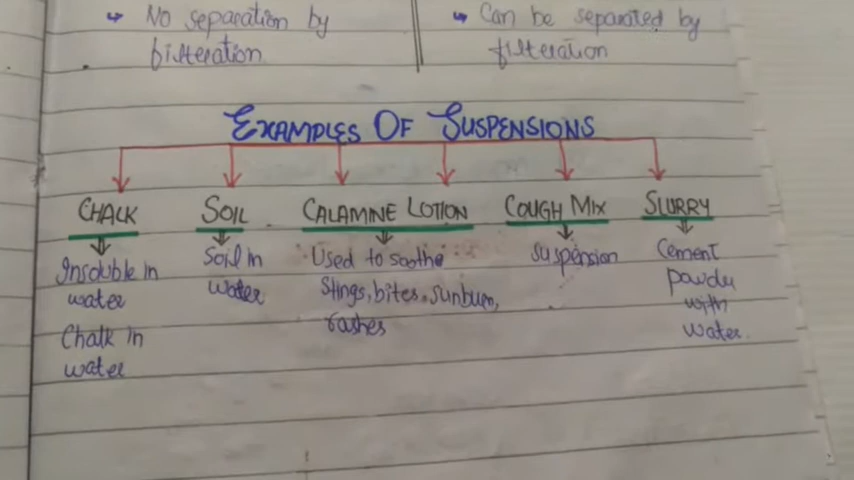 ↪ No separation by
filteration
↪ Can be separated by
filteration
EXAMPLES OF SUSPENSIONS
CHALK
Insoluble in
water
Chalk in
water
SOIL
Soil in
water
CALAMINE LOTION
Used to soothe
stings, bites, sunburn,
rashes
COUGH MIX
suspension
SLURRY
Cement
powder
with
water.